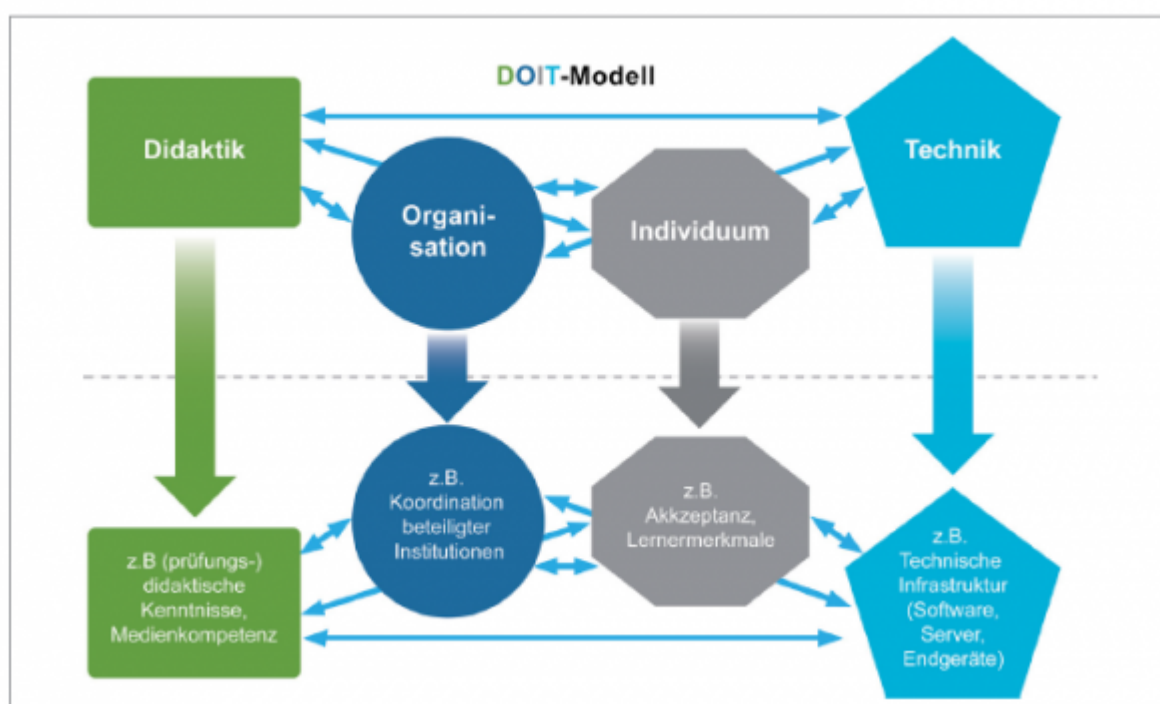 DOIT-Modell
Didaktik
Organi-
sation
Individuum
Technik
z.B (prüfungs-)
didaktische
Kenntnisse,
Medienkompetenz
z.B.
Koordination
beteiligter
Institutionen
z.B.
Akkzeptanz,
Lernermerkmale
z.B.
Technische
Infrastruktur
(Software,
Server,
Endgeräte)